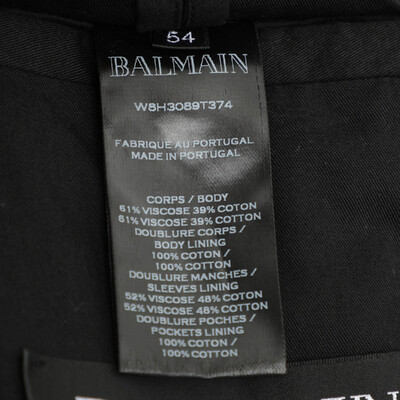 54
BALMAIN
W8H3089T374
FABRIQUE AU PORTUGAL
MADE IN PORTUGAL
CORPS / BODY
61% VISCOSE 39% COTON
61% VISCOSE 39% COTTON
DOUBLURE CORPS /
BODY LINING
100% COTON /
100% COTTON
DOUBLURE MANCHES /
SLEEVES LINING
52% VISCOSE 48% COTON
52% VISCOSE 48% COTTON
DOUBLURE POCHES /
POCKETS LINING
100% COTON /
100% COTTON